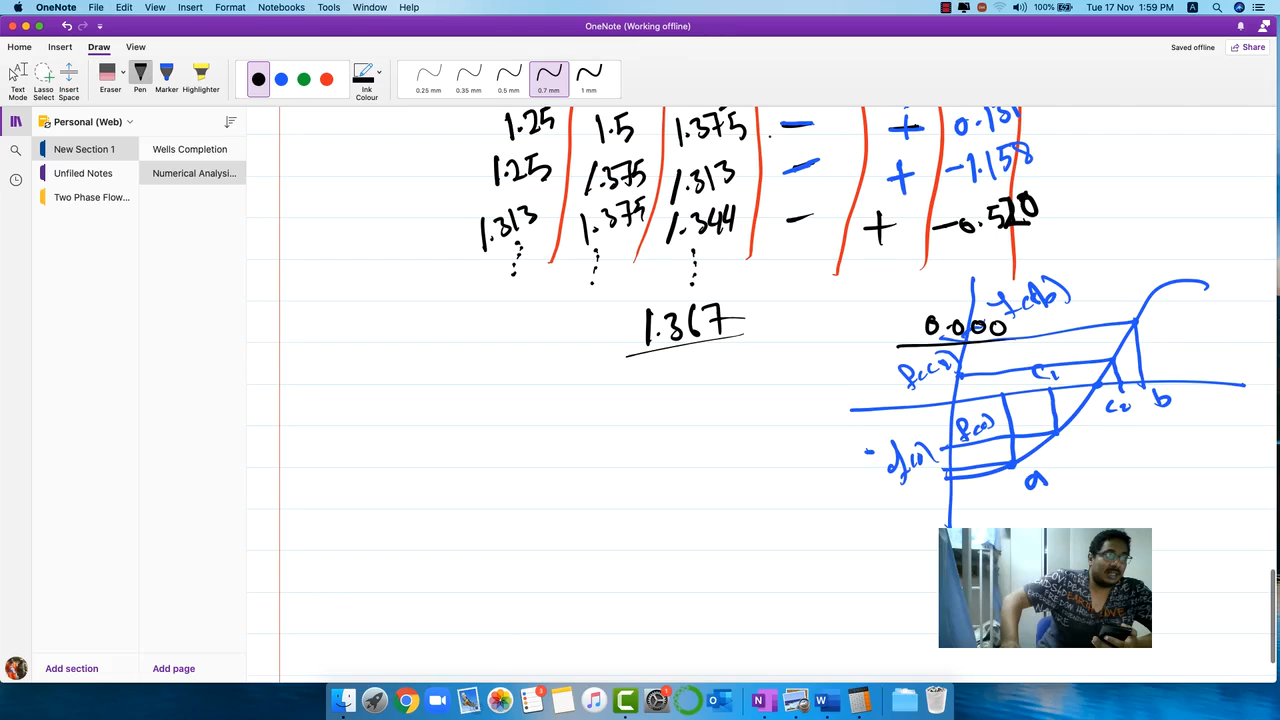 OneNote File Edit View Insert Format Notebooks Tools Window Help 100% Tue 17 Nov 1:59 PM
OneNote (Working offline)
Home Insert Draw View Saved offline Share
Text Mode Lasso Select Insert Space Eraser Pen Marker Highlighter Ink Colour 0.25 mm 0.35 mm 0.5 mm 0.7 mm 1 mm
Personal (Web)
New Section 1 Wells Completion
Unfiled Notes Numerical Analysi...
Two Phase Flow...
1.25 1.5 1.375 - +
1.25 1.375 1.313 - + -1.158
1.313 1.375 1.344 - + -0.520
1.367
0.000
f(b)
C1
C2 b
f(a)
a
Add section Add page